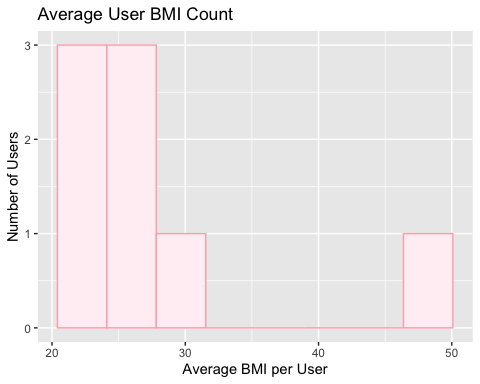 Average User BMI Count
3
2
1
0
Number of Users
20 30 40 50
Average BMI per User